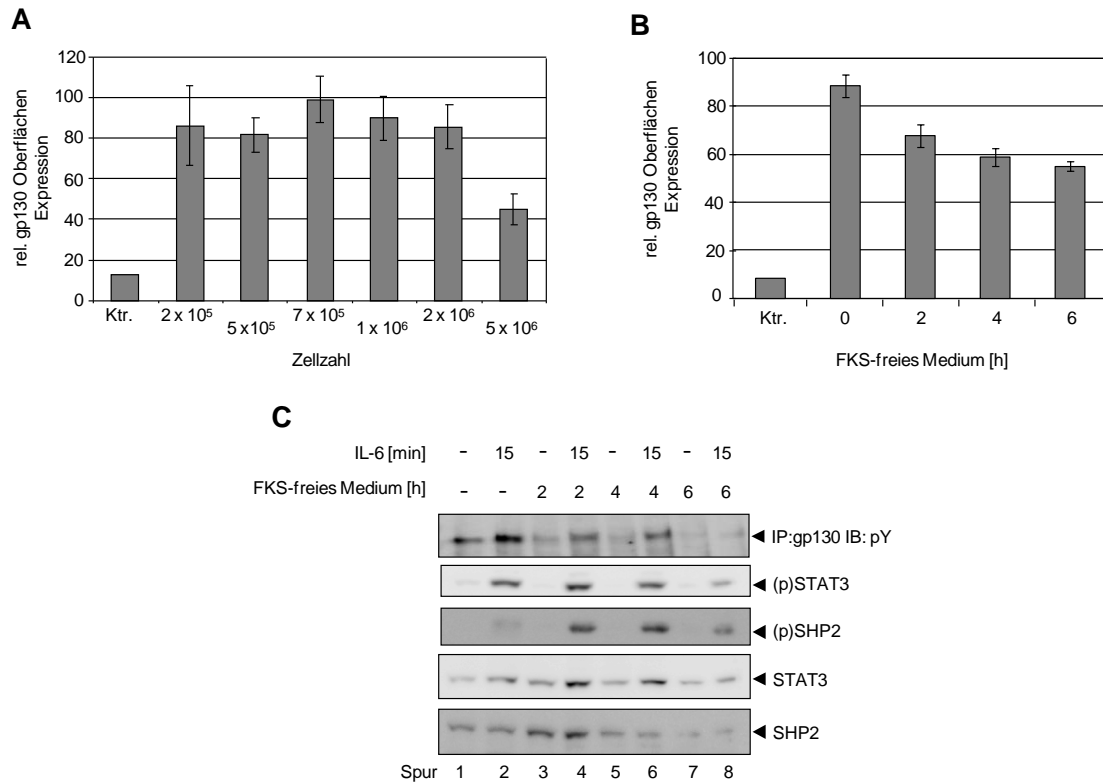 A
rel. gp130 Oberflächen
Expression
120
100
80
60
40
20
0
Ktr.
2 x 10⁵
5 x 10⁵
7 x 10⁵
1 x 10⁶
2 x 10⁶
5 x 10⁶
Zellzahl
B
rel. gp130 Oberflächen
Expression
100
80
60
40
20
0
Ktr. 0 2 4 6
FKS-freies Medium [h]
C
IL-6 [min] - 15 - 15 - 15 - 15
FKS-freies Medium [h] - - 2 2 4 4 6 6
IP:gp130 IB: pY
(p)STAT3
(p)SHP2
STAT3
SHP2
Spur 1 2 3 4 5 6 7 8